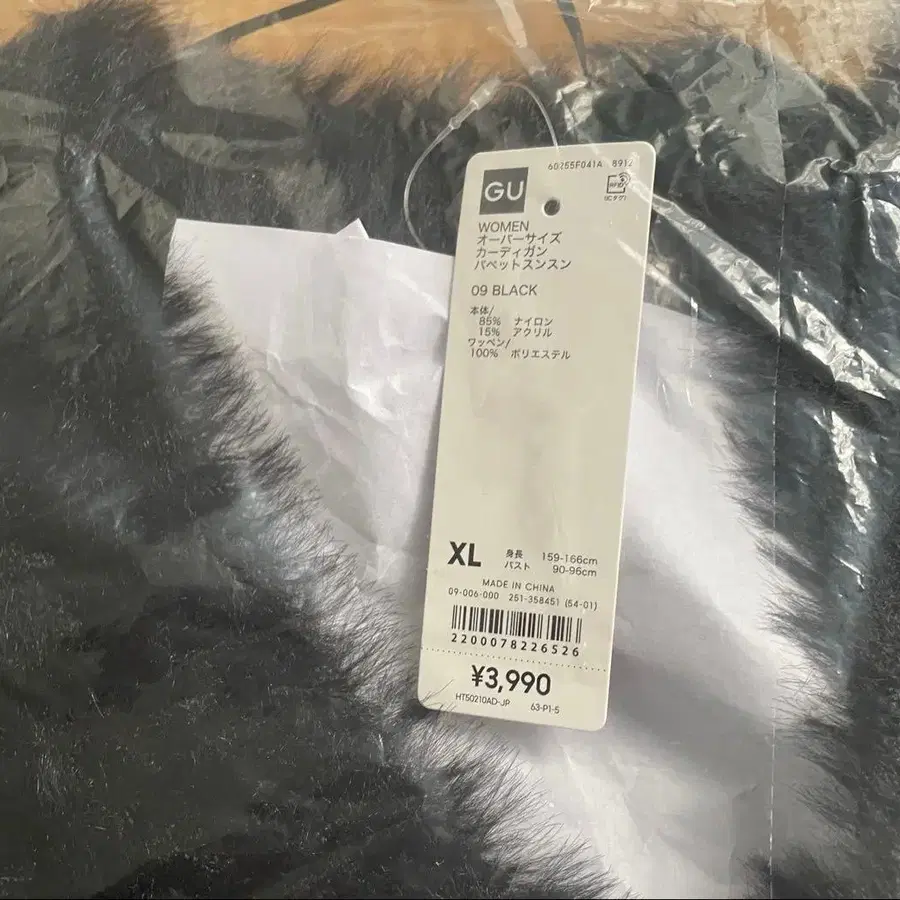 60255F041A 8912
GU
RFID
(ICタグ)
WOMEN
オーバーサイズ
カーディガン
パペットスンスン
09 BLACK
本体/
85% ナイロン
15% アクリル
ワッペン/
100% ポリエステル
XL 身長 159-166cm
バスト 90-96cm
MADE IN CHINA
09-006-000 251-358451 (54-01)
2200078226526
¥3,990
HT50210AD-JP 63-P1-5